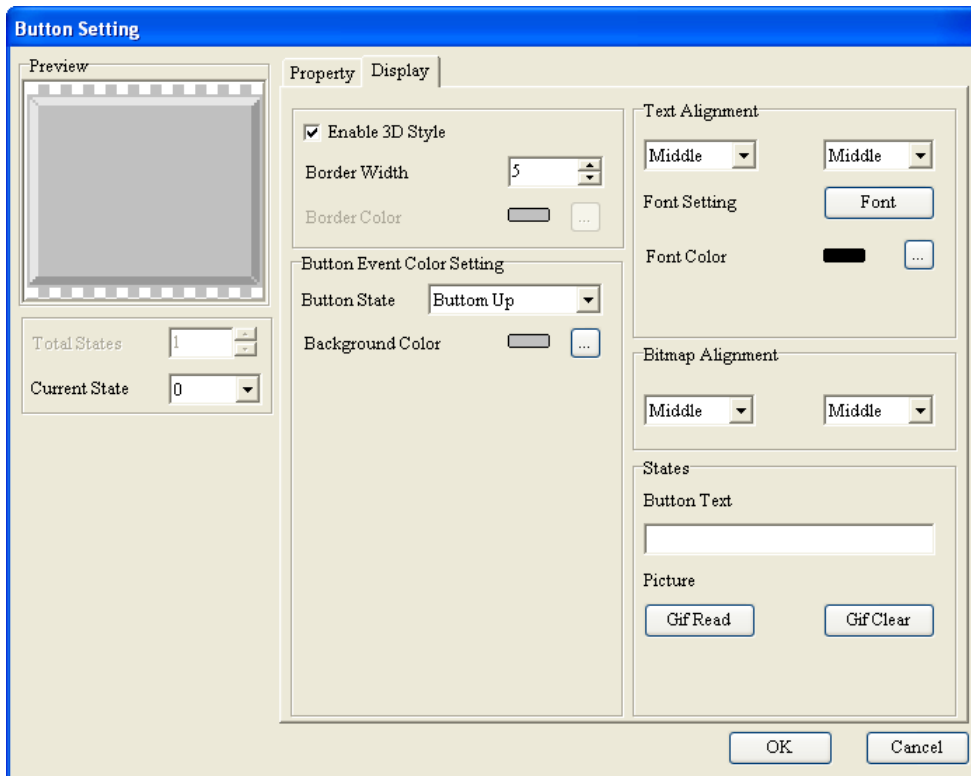 Button Setting
Preview
Total States 1
Current State 0
Property Display
Enable 3D Style
Border Width 5
Border Color ...
Button Event Color Setting
Button State Buttom Up
Background Color ...
Text Alignment
Middle Middle
Font Setting Font
Font Color ...
Bitmap Alignment
Middle Middle
States
Button Text
Picture
Gif Read Gif Clear
OK Cancel